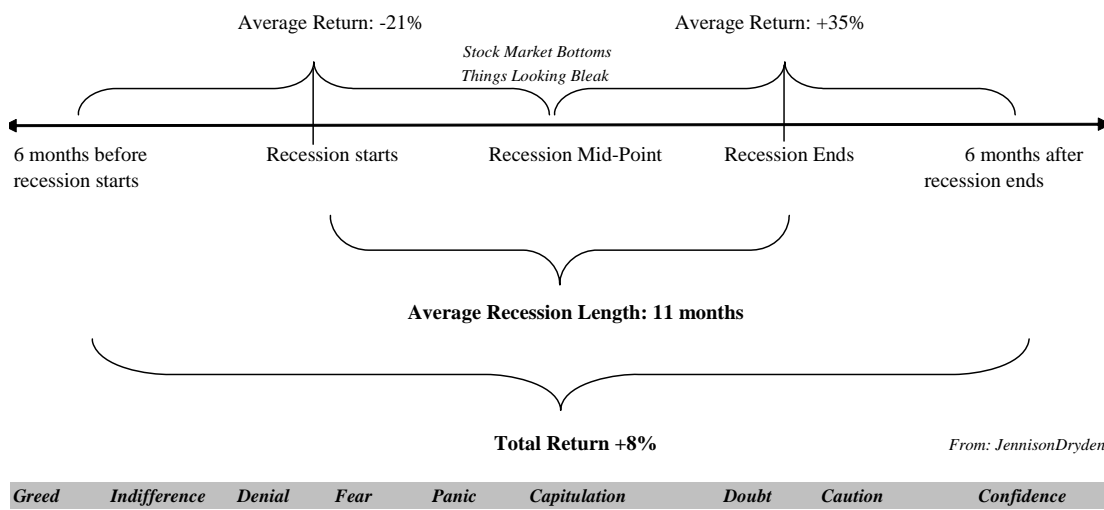 Average Return: -21% Average Return: +35%
Stock Market Bottoms
Things Looking Bleak
6 months before Recession starts Recession Mid-Point Recession Ends 6 months after
recession starts recession ends
Average Recession Length: 11 months
Total Return +8% From: JennisonDryden
Greed Indifference Denial Fear Panic Capitulation Doubt Caution Confidence